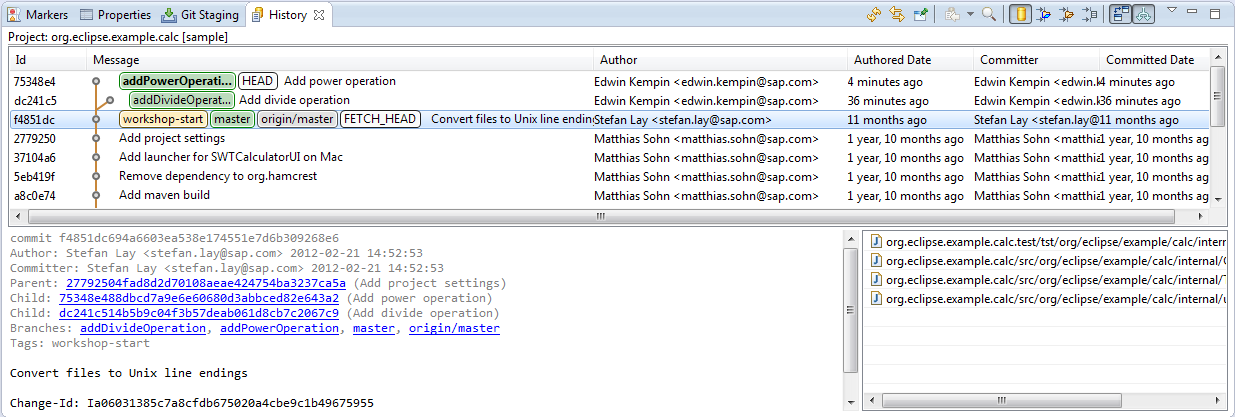 Markers Properties Git Staging History
Project: org.eclipse.example.calc [sample]
Id Message Author Authored Date Committer Committed Date
75348e4 addPowerOperati... HEAD Add power operation Edwin Kempin <edwin.kempin@sap.com> 4 minutes ago Edwin Kempin <edwin.k 4 minutes ago
dc241c5 addDivideOperat... Add divide operation Edwin Kempin <edwin.kempin@sap.com> 36 minutes ago Edwin Kempin <edwin.k 36 minutes ago
f4851dc workshop-start master origin/master FETCH_HEAD Convert files to Unix line ending Stefan Lay <stefan.lay@sap.com> 11 months ago Stefan Lay <stefan.lay@ 11 months ago
2779250 Add project settings Matthias Sohn <matthias.sohn@sap.com> 1 year, 10 months ago Matthias Sohn <matthia 1 year, 10 months ag
37104a6 Add launcher for SWTCalculatorUI on Mac Matthias Sohn <matthias.sohn@sap.com> 1 year, 10 months ago Matthias Sohn <matthia 1 year, 10 months ag
5eb419f Remove dependency to org.hamcrest Matthias Sohn <matthias.sohn@sap.com> 1 year, 10 months ago Matthias Sohn <matthia 1 year, 10 months ag
a8c0e74 Add maven build Matthias Sohn <matthias.sohn@sap.com> 1 year, 10 months ago Matthias Sohn <matthia 1 year, 10 months ag
commit f4851dc694a6603ea538e174551e7d6b309268e6
Author: Stefan Lay <stefan.lay@sap.com> 2012-02-21 14:52:53
Committer: Stefan Lay <stefan.lay@sap.com> 2012-02-21 14:52:53
Parent: 27792504fad8d2d70108aeae424754ba3237ca5a (Add project settings)
Child: 75348e488dbcd7a9e6e60680d3abbced82e643a2 (Add power operation)
Child: dc241c514b5b9c04f3b57deab061d8cb7c2067c9 (Add divide operation)
Branches: addDivideOperation, addPowerOperation, master, origin/master
Tags: workshop-start
Convert files to Unix line endings
Change-Id: Ia06031385c7a8cfdb675020a4cbe9c1b49675955
org.eclipse.example.calc.test/tst/org/eclipse/example/calc/intern
org.eclipse.example.calc/src/org/eclipse/example/calc/internal/
org.eclipse.example.calc/src/org/eclipse/example/calc/internal/
org.eclipse.example.calc/src/org/eclipse/example/calc/internal/u